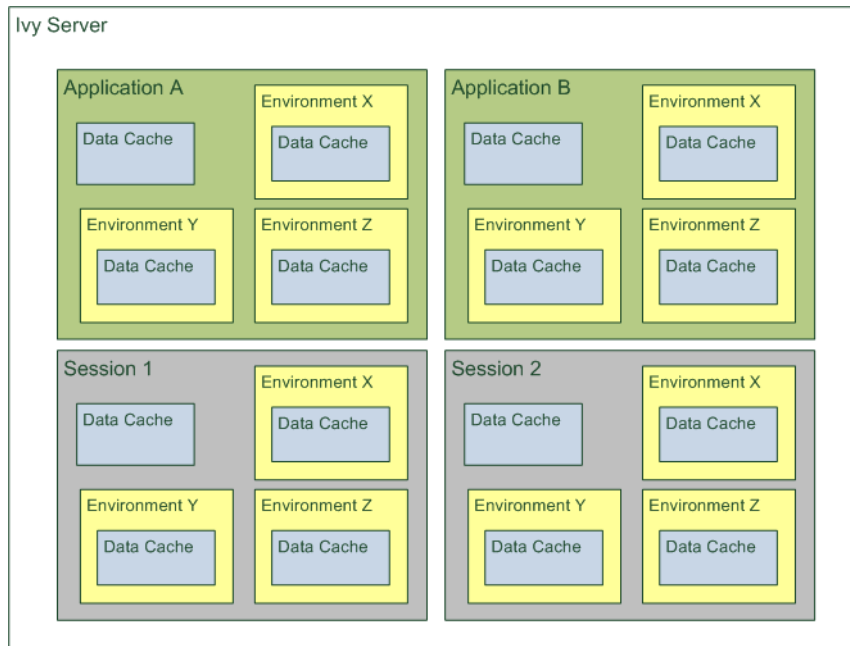 Ivy Server
Application A
Environment X
Data Cache
Data Cache
Environment Y
Data Cache
Environment Z
Data Cache
Application B
Environment X
Data Cache
Data Cache
Environment Y
Data Cache
Environment Z
Data Cache
Session 1
Environment X
Data Cache
Data Cache
Environment Y
Data Cache
Environment Z
Data Cache
Session 2
Environment X
Data Cache
Data Cache
Environment Y
Data Cache
Environment Z
Data Cache